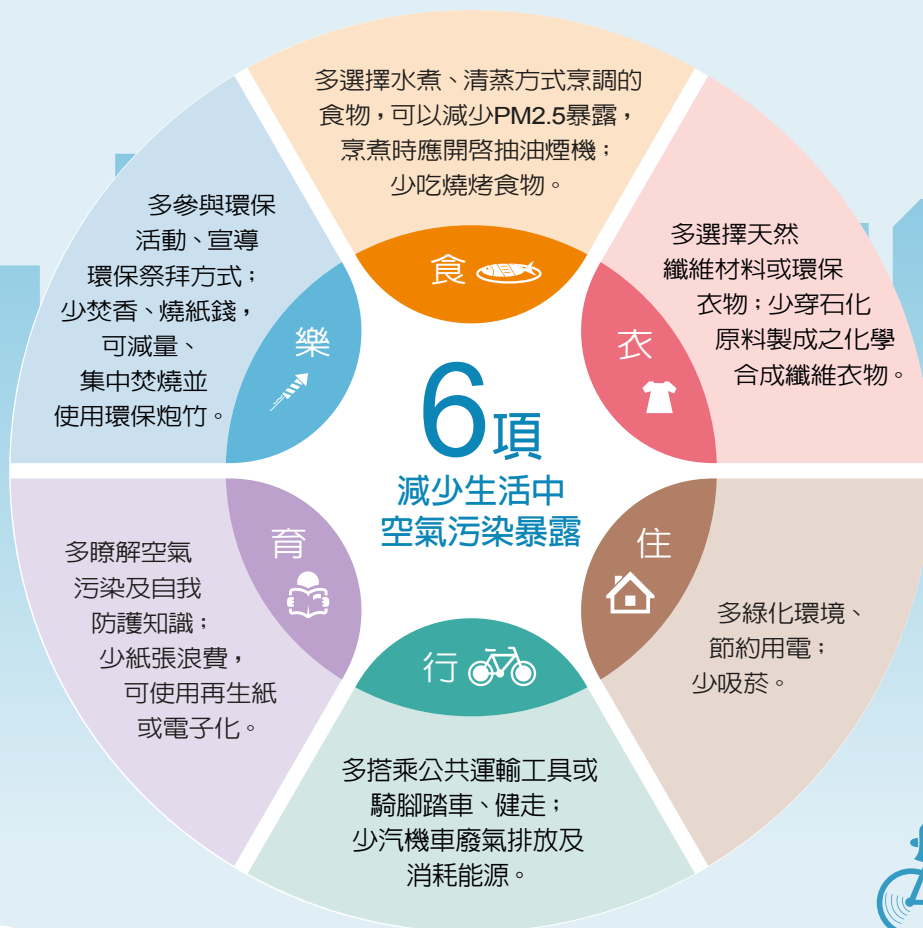 6項
減少生活中
空氣污染暴露
食
多選擇水煮、清蒸方式烹調的
食物，可以減少PM2.5暴露，
烹煮時應開啓抽油煙機；
少吃燒烤食物。
衣
多選擇天然
纖維材料或環保
衣物；少穿石化
原料製成之化學
合成纖維衣物。
住
多綠化環境、
節約用電；
少吸菸。
行
多搭乘公共運輸工具或
騎腳踏車、健走；
少汽機車廢氣排放及
消耗能源。
育
多瞭解空氣
污染及自我
防護知識；
少紙張浪費，
可使用再生紙
或電子化。
樂
多參與環保
活動、宣導
環保祭拜方式；
少焚香、燒紙錢，
可減量、
集中焚燒並
使用環保炮竹。